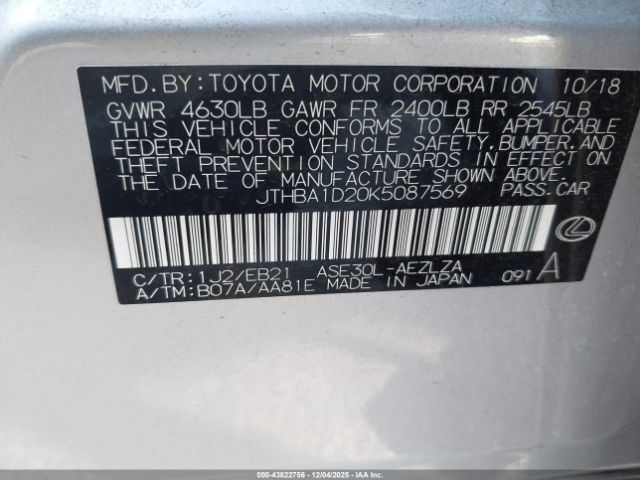 MFD. BY: TOYOTA MOTOR CORPORATION 10/18
GVWR 4630LB GAWR FR 2400LB RR 2545LB
THIS VEHICLE CONFORMS TO ALL APPLICABLE
FEDERAL MOTOR VEHICLE SAFETY, BUMPER, AND
THEFT PREVENTION STANDARDS IN EFFECT ON
THE DATE OF MANUFACTURE SHOWN ABOVE.
JTHBA1D20K5087569 PASS. CAR
C/TR: 1J2/EB21 ASE30L-AEZLZA
A/TM: B07A/AA81E MADE IN JAPAN 091 A
000-43822756 | 12/04/2025 | IAA Inc.